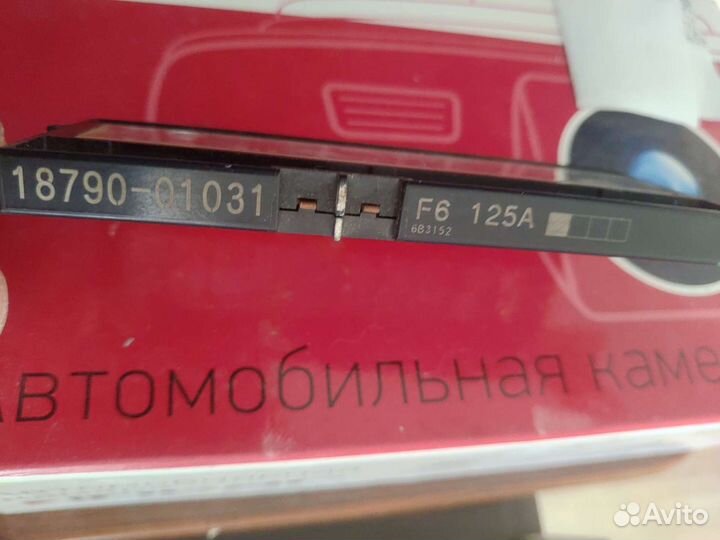 18790-01031
F6 125A
6B3152
Автомобильная каме
Avito